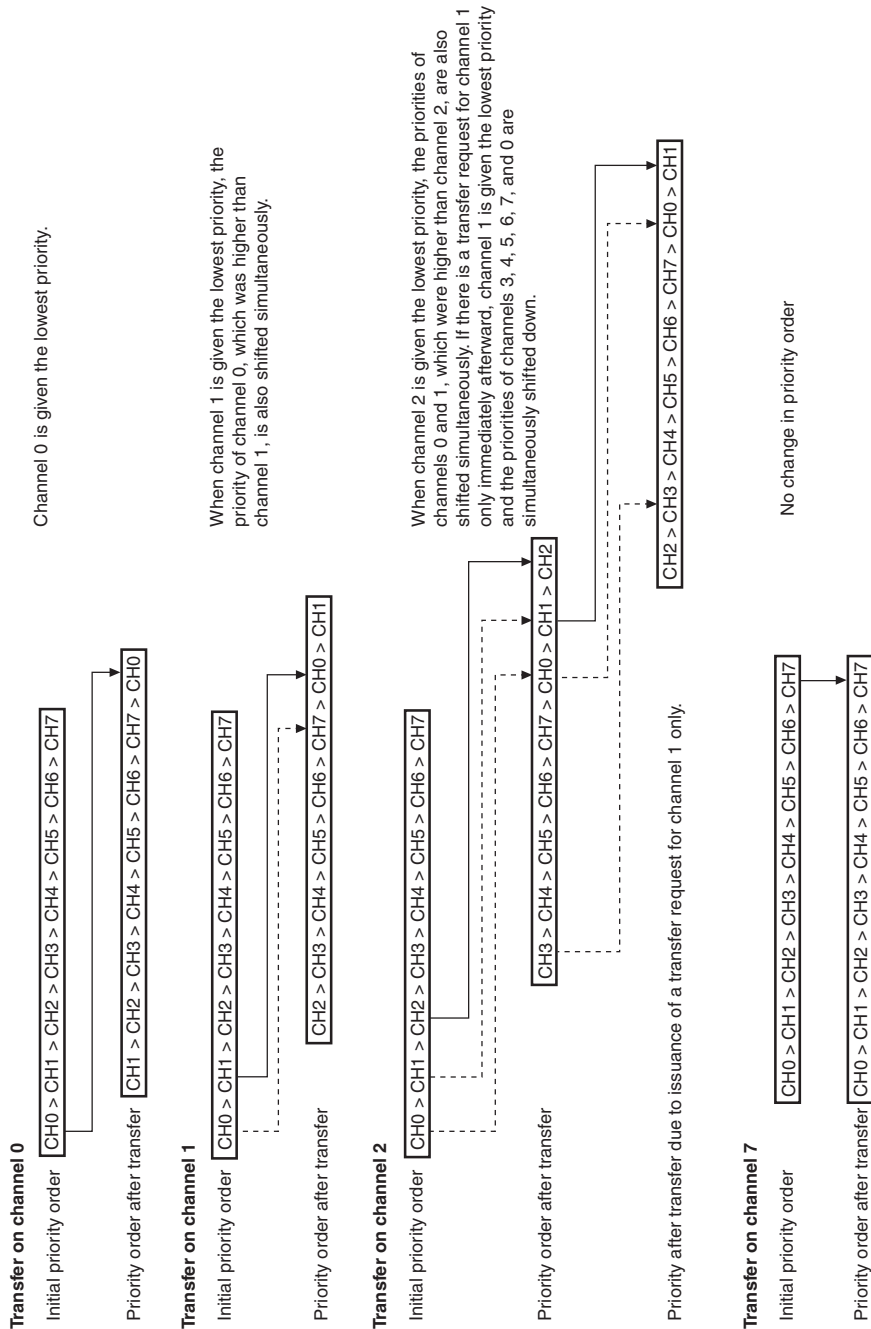 Transfer on channel 0
Initial priority order
CH0 > CH1 > CH2 > CH3 > CH4 > CH5 > CH6 > CH7
Channel 0 is given the lowest priority.
Priority order after transfer
CH1 > CH2 > CH3 > CH4 > CH5 > CH6 > CH7 > CH0
Transfer on channel 1
Initial priority order
CH0 > CH1 > CH2 > CH3 > CH4 > CH5 > CH6 > CH7
When channel 1 is given the lowest priority, the
priority of channel 0, which was higher than
channel 1, is also shifted simultaneously.
Priority order after transfer
CH2 > CH3 > CH4 > CH5 > CH6 > CH7 > CH0 > CH1
Transfer on channel 2
Initial priority order
CH0 > CH1 > CH2 > CH3 > CH4 > CH5 > CH6 > CH7
When channel 2 is given the lowest priority, the priorities of
channels 0 and 1, which were higher than channel 2, are also
shifted simultaneously. If there is a transfer request for channel 1
only immediately afterward, channel 1 is given the lowest priority
and the priorities of channels 3, 4, 5, 6, 7, and 0 are
simultaneously shifted down.
Priority order after transfer
CH3 > CH4 > CH5 > CH6 > CH7 > CH0 > CH1 > CH2
Priority after transfer due to issuance of a transfer request for channel 1 only.
CH2 > CH3 > CH4 > CH5 > CH6 > CH7 > CH0 > CH1
Transfer on channel 7
Initial priority order
CH0 > CH1 > CH2 > CH3 > CH4 > CH5 > CH6 > CH7
No change in priority order
Priority order after transfer
CH0 > CH1 > CH2 > CH3 > CH4 > CH5 > CH6 > CH7